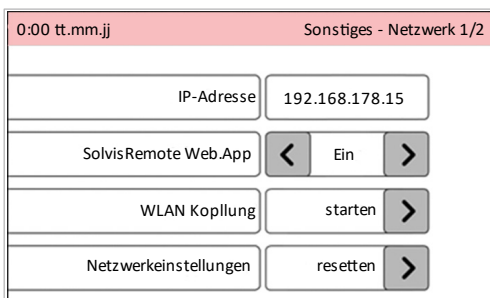 0:00 tt.mm.jj Sonstiges - Netzwerk 1/2
IP-Adresse 192.168.178.15
SolvisRemote Web.App Ein
WLAN Kopllung starten
Netzwerkeinstellungen resetten